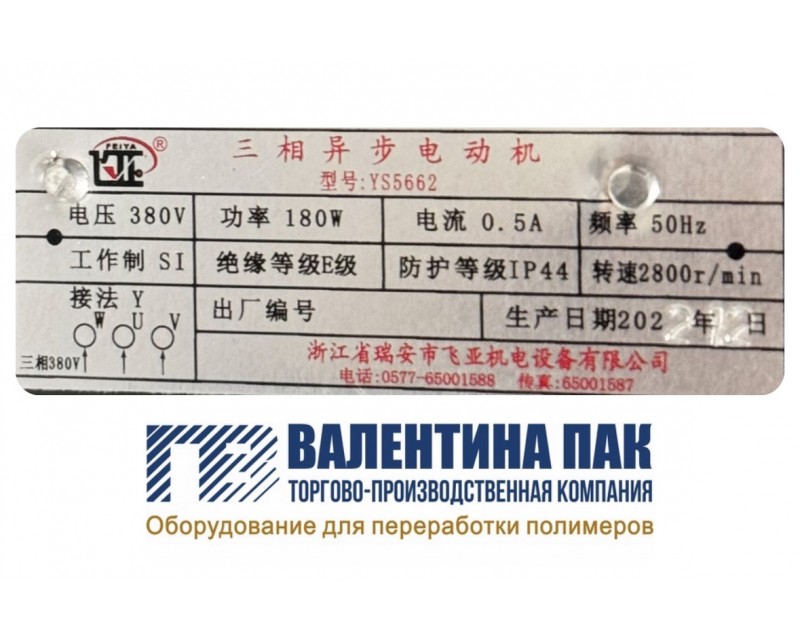 FEIYA ®
三相异步电动机
型号:YS5662
电压 380V 功率 180W 电流 0.5A 频率 50Hz
工作制 SI 绝缘等级E级 防护等级IP44 转速2800r/min
接法 Y 出厂编号 生产日期202 年 日
W U V
三相380V
浙江省瑞安市飞亚机电设备有限公司
电话:0577-65001588 传真:65001587
ВАЛЕНТИНА ПАК
ТОРГОВО-ПРОИЗВОДСТВЕННАЯ КОМПАНИЯ
Оборудование для переработки полимеров